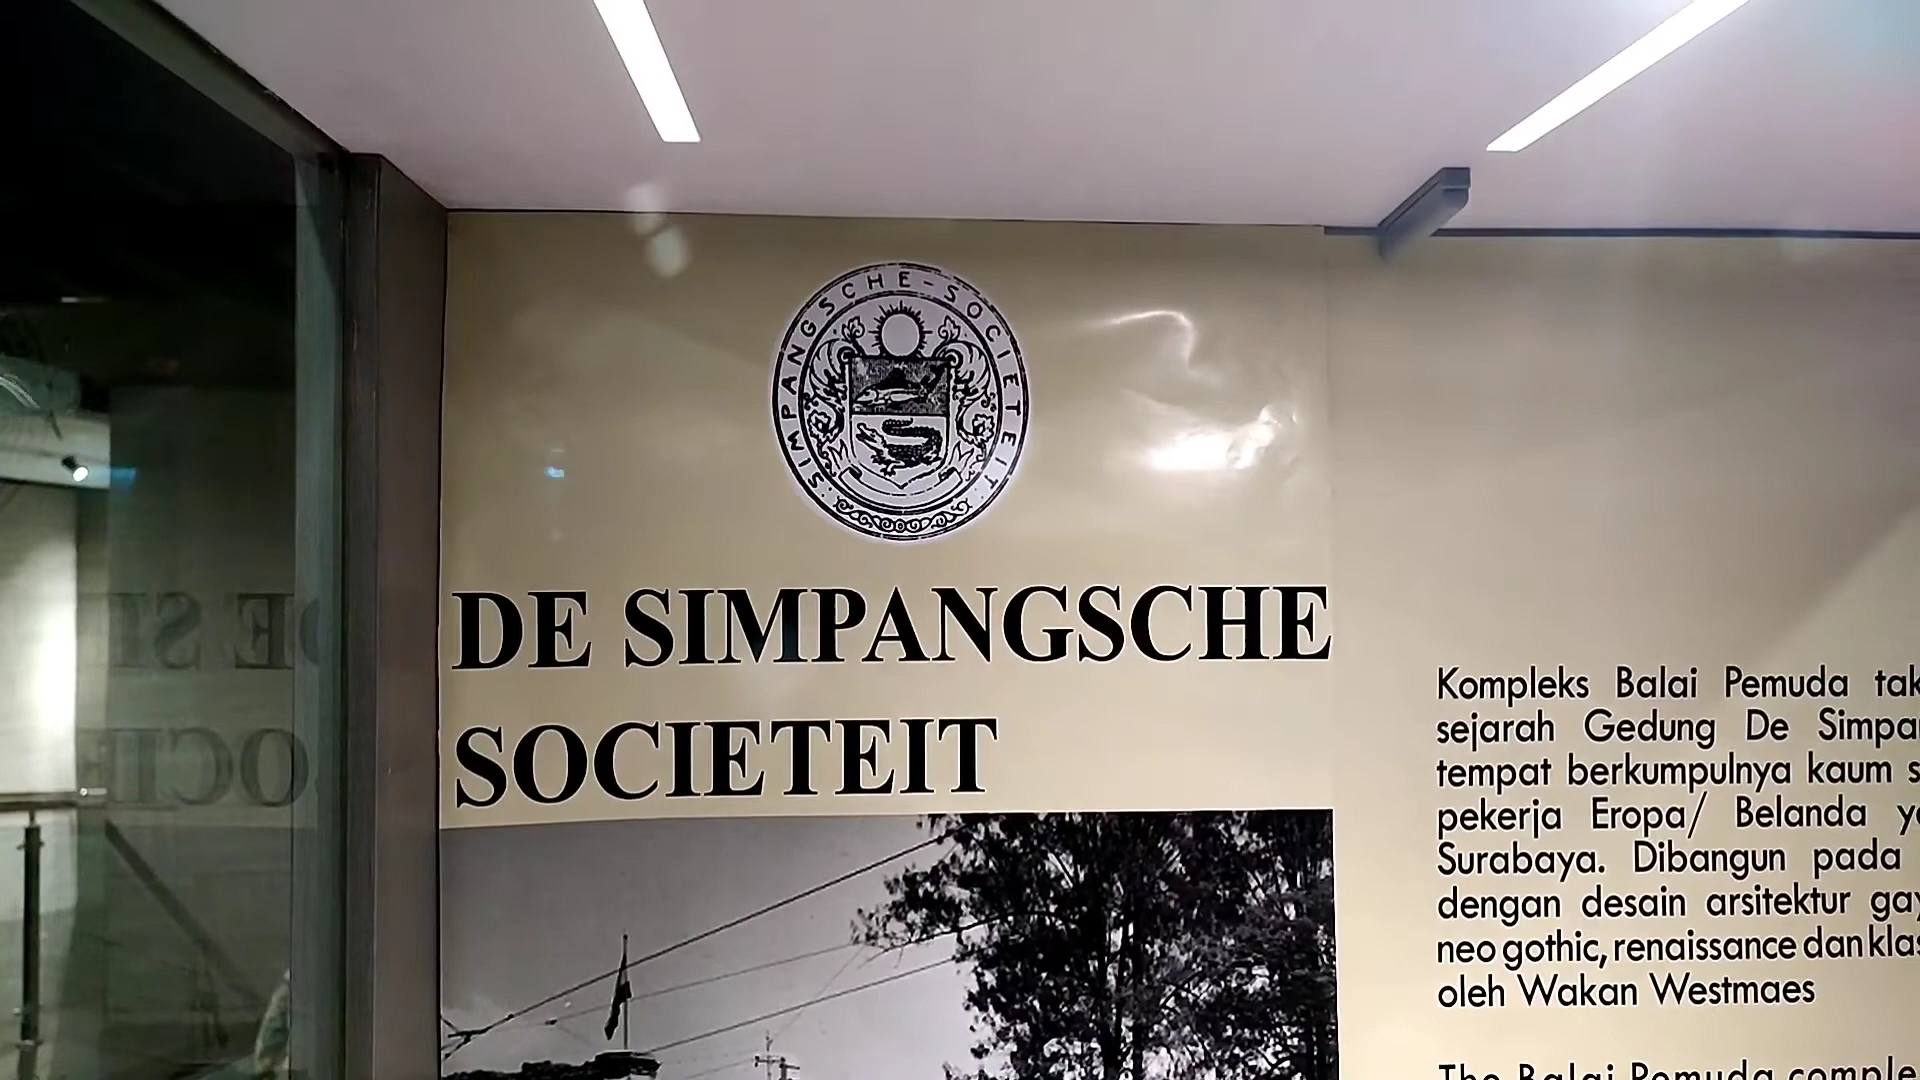 SIMPANGSCHE-SOCIETEIT
DE SIMPANGSCHE
SOCIETEIT
Kompleks Balai Pemuda
sejarah Gedung De
tempat berkumpulnya kaum
pekerja Eropa/ Belanda
Surabaya. Dibangun pada
dengan desain arsitektur
neo gothic, renaissance dan
oleh Wakan Westmaes
The Balai Pemuda